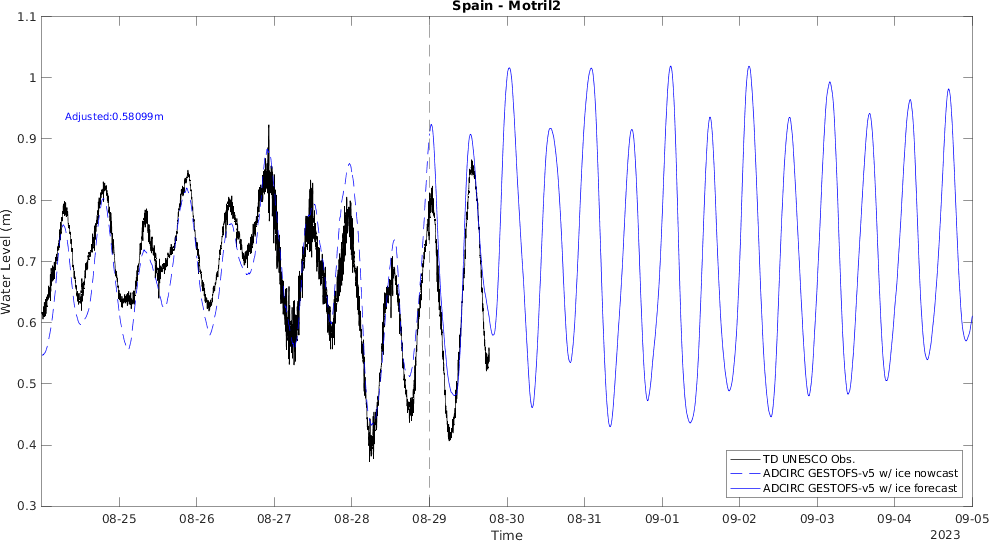 Spain - Motril2
1.1
1
0.9
0.8
0.7
0.6
0.5
0.4
0.3
Water Level (m)
Adjusted:0.58099m
TD UNESCO Obs.
ADCIRC GESTOFS-v5 w/ ice nowcast
ADCIRC GESTOFS-v5 w/ ice forecast
08-25 08-26 08-27 08-28 08-29 08-30 08-31 09-01 09-02 09-03 09-04 09-05
Time
2023